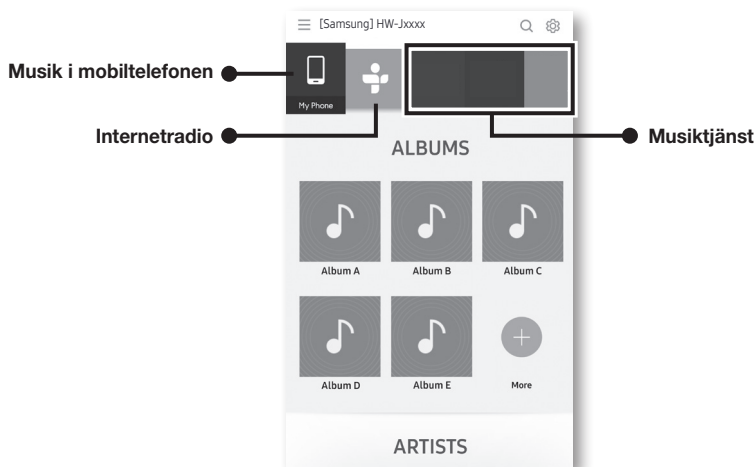 [Samsung] HW-Jxxxx
Musik i mobiltelefonen
My Phone
Internetradio
Musiktjänst
ALBUMS
Album A
Album B
Album C
Album D
Album E
More
ARTISTS